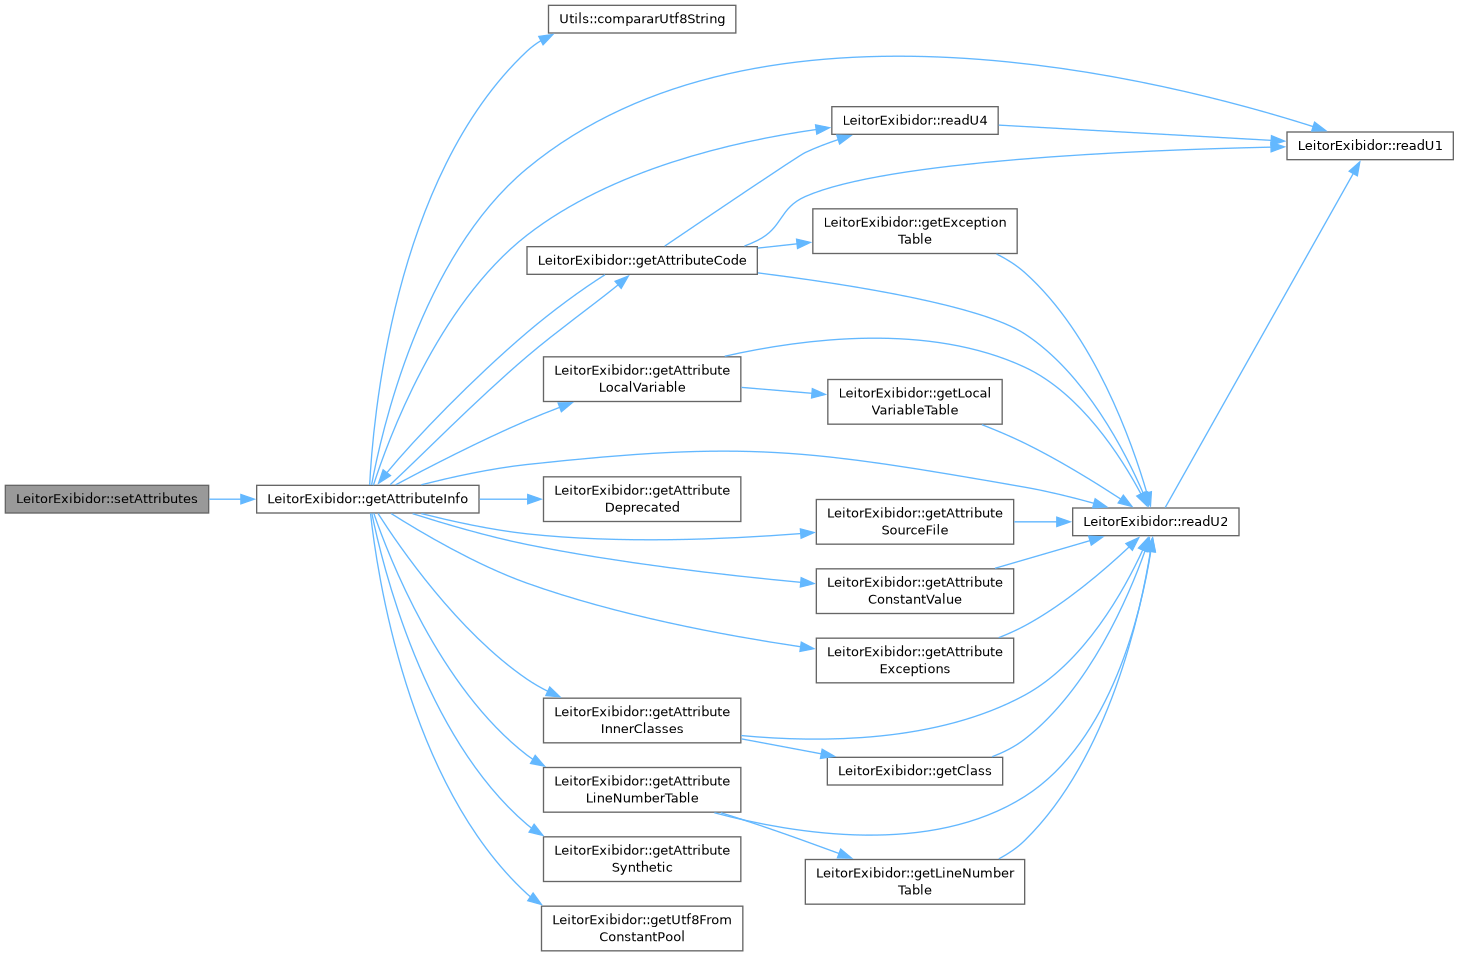 Utils::compararUtf8String
LeitorExibidor::readU4
LeitorExibidor::readU1
LeitorExibidor::getException
Table
LeitorExibidor::getAttributeCode
LeitorExibidor::getAttribute
LocalVariable
LeitorExibidor::getLocal
VariableTable
LeitorExibidor::setAttributes
LeitorExibidor::getAttributeInfo
LeitorExibidor::getAttribute
Deprecated
LeitorExibidor::getAttribute
SourceFile
LeitorExibidor::readU2
LeitorExibidor::getAttribute
ConstantValue
LeitorExibidor::getAttribute
Exceptions
LeitorExibidor::getAttribute
InnerClasses
LeitorExibidor::getClass
LeitorExibidor::getAttribute
LineNumberTable
LeitorExibidor::getAttribute
Synthetic
LeitorExibidor::getLineNumber
Table
LeitorExibidor::getUtf8From
ConstantPool